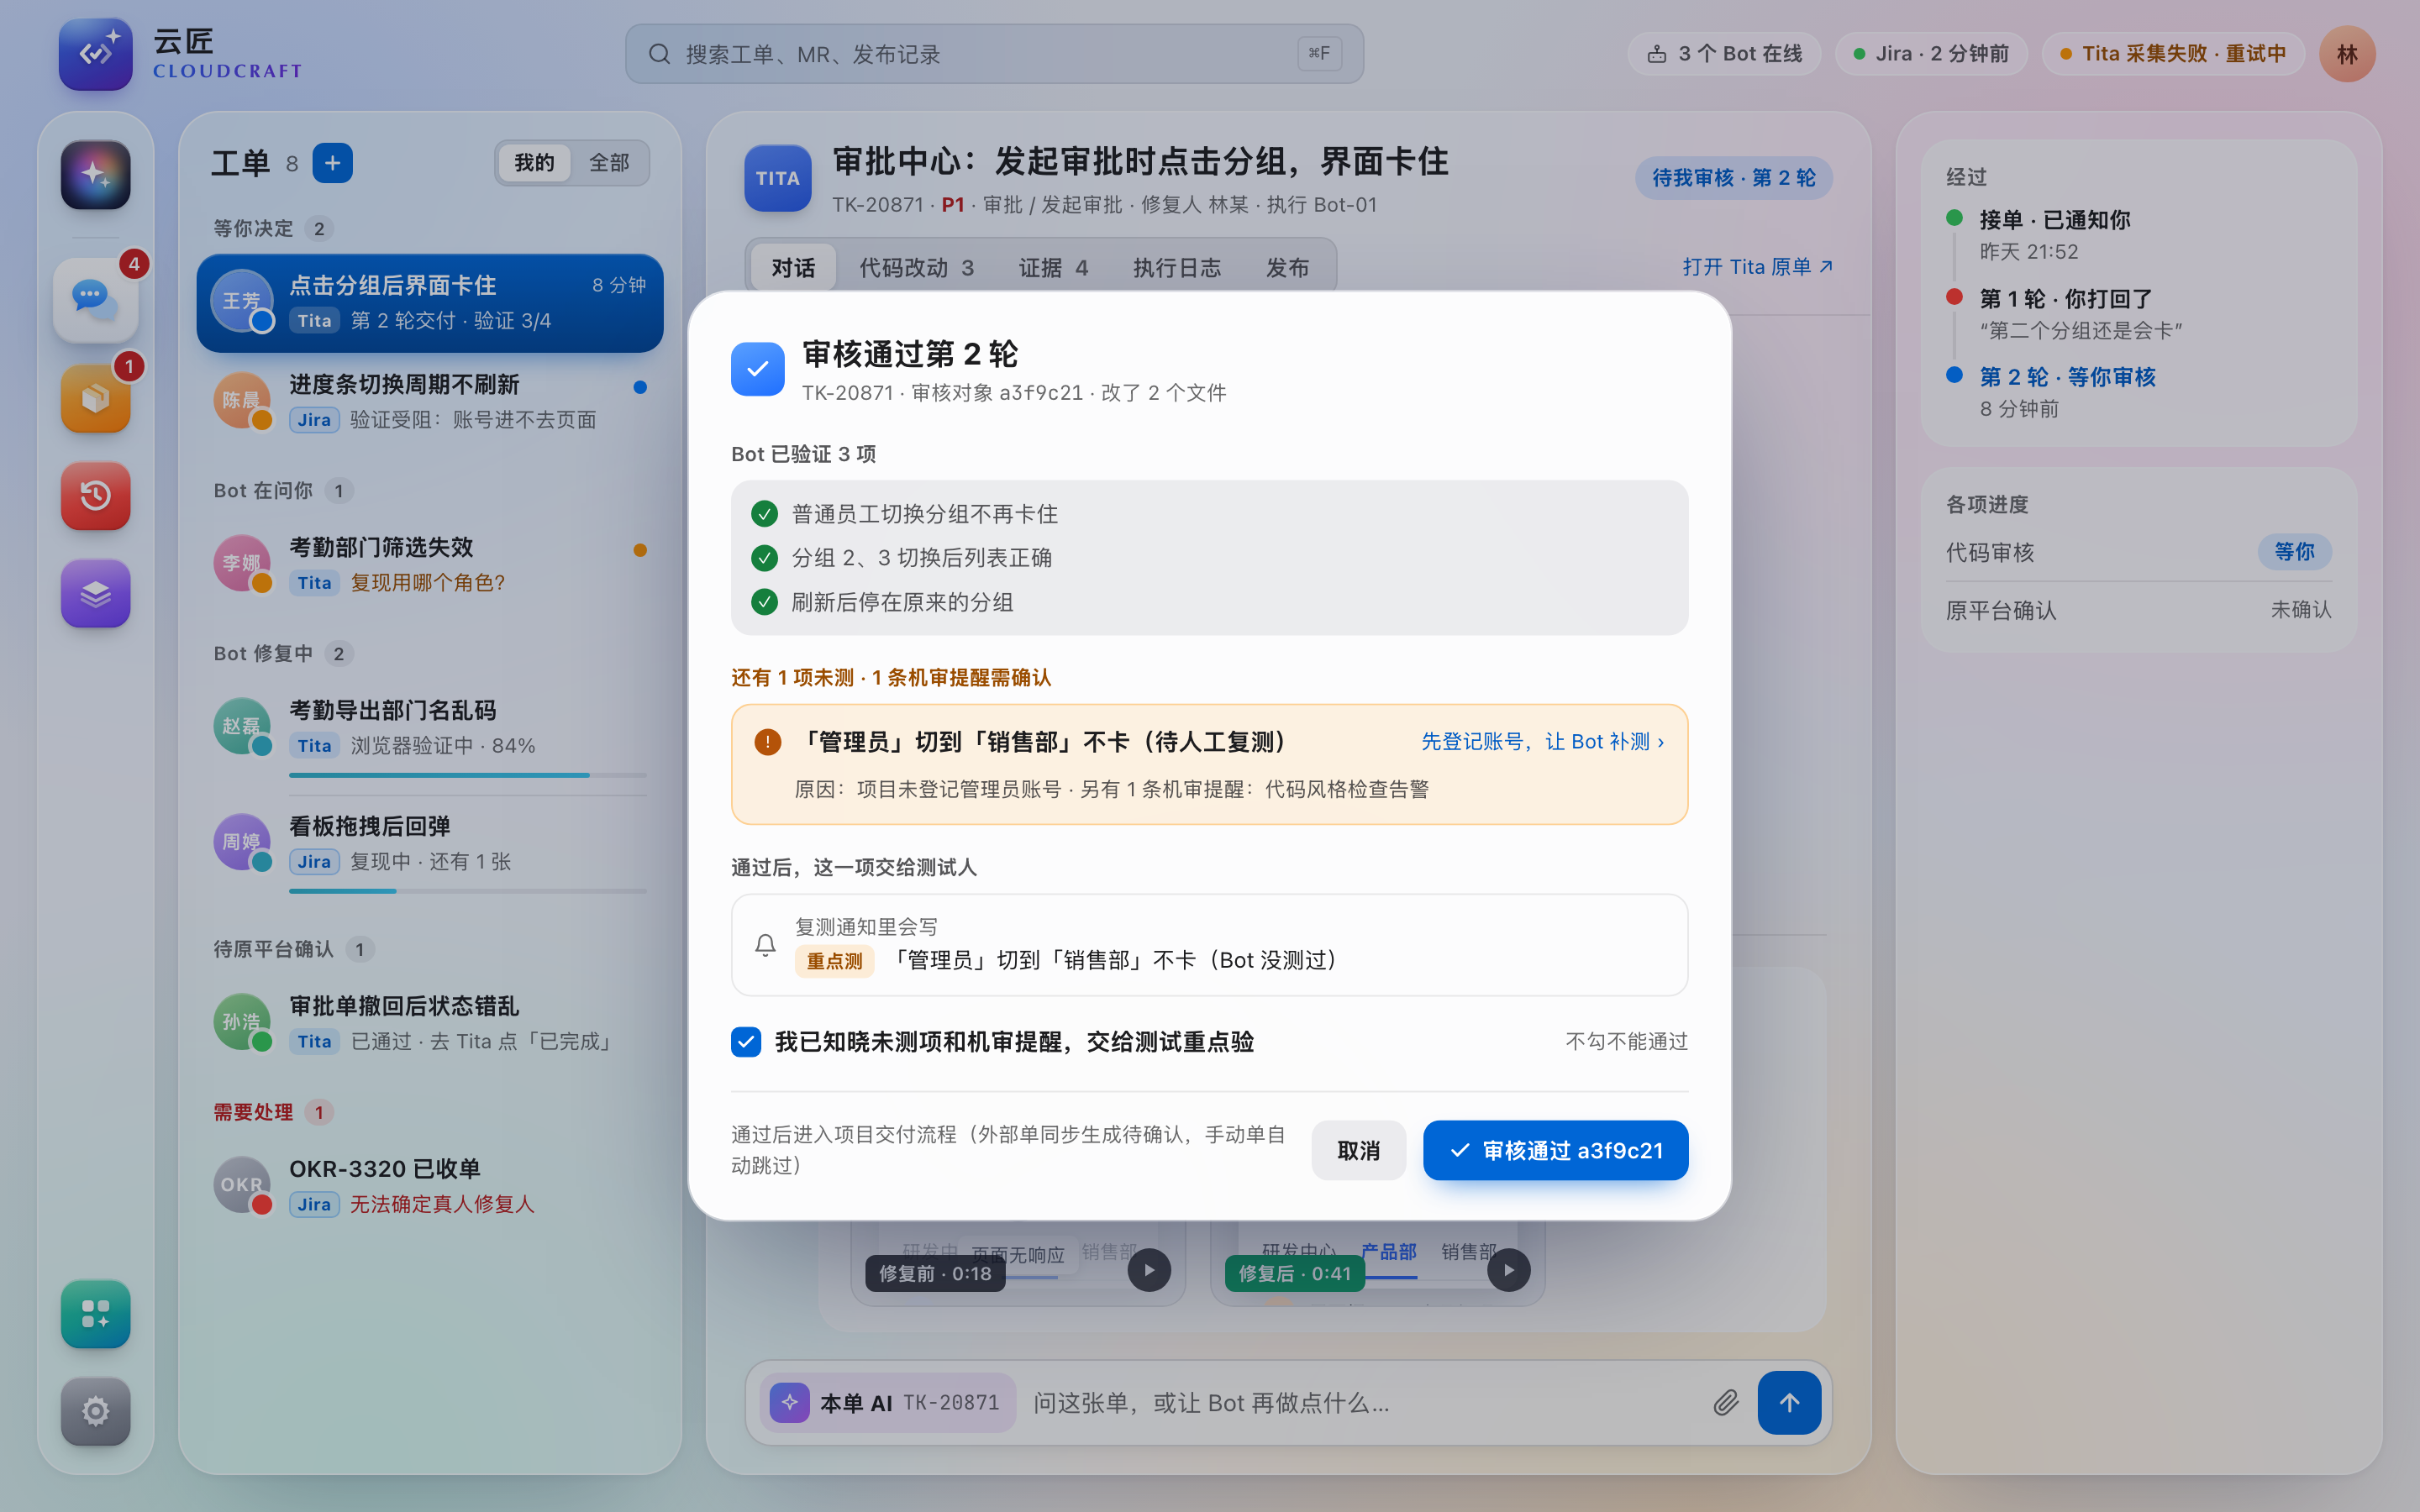 云匠
CLOUDCRAFT
搜索工单、MR、发布记录
⌘F
3 个 Bot 在线
Jira · 2 分钟前
Tita 采集失败 · 重试中
林
4
1
工单 8
我的 全部
等你决定 2
王芳
点击分组后界面卡住 8 分钟
Tita 第 2 轮交付 · 验证 3/4
陈晨
进度条切换周期不刷新
Jira 验证受阻：账号进不去页面
Bot 在问你 1
李娜
考勤部门筛选失效
Tita 复现用哪个角色？
Bot 修复中 2
赵磊
考勤导出部门名乱码
Tita 浏览器验证中 · 84%
周婷
看板拖拽后回弹
Jira 复现中 · 还有 1 张
待原平台确认 1
孙浩
审批单撤回后状态错乱
Tita 已通过 · 去 Tita 点「已完成」
需要处理 1
OKR
OKR-3320 已收单
Jira 无法确定真人修复人
TITA
审批中心：发起审批时点击分组，界面卡住
TK-20871 · P1 · 审批 / 发起审批 · 修复人 林某 · 执行 Bot-01
待我审核 · 第 2 轮
对话 代码改动 3 证据 4 执行日志 发布
打开 Tita 原单 ↗
审核通过第 2 轮
TK-20871 · 审核对象 a3f9c21 · 改了 2 个文件
Bot 已验证 3 项
普通员工切换分组不再卡住
分组 2、3 切换后列表正确
刷新后停在原来的分组
还有 1 项未测 · 1 条机审提醒需确认
「管理员」切到「销售部」不卡（待人工复测）
先登记账号，让 Bot 补测 ›
原因：项目未登记管理员账号 · 另有 1 条机审提醒：代码风格检查告警
通过后，这一项交给测试人
复测通知里会写
重点测 「管理员」切到「销售部」不卡（Bot 没测过）
我已知晓未测项和机审提醒，交给测试重点验
不勾不能通过
通过后进入项目交付流程（外部单同步生成待确认，手动单自
动跳过）
取消
审核通过 a3f9c21
研发中 页面无响应 销售部
修复前 · 0:18
研发中心 产品部 销售部
修复后 · 0:41
本单 AI TK-20871 问这张单，或让 Bot 再做点什么...
经过
接单 · 已通知你
昨天 21:52
第 1 轮 · 你打回了
“第二个分组还是会卡”
第 2 轮 · 等你审核
8 分钟前
各项进度
代码审核 等你
原平台确认 未确认